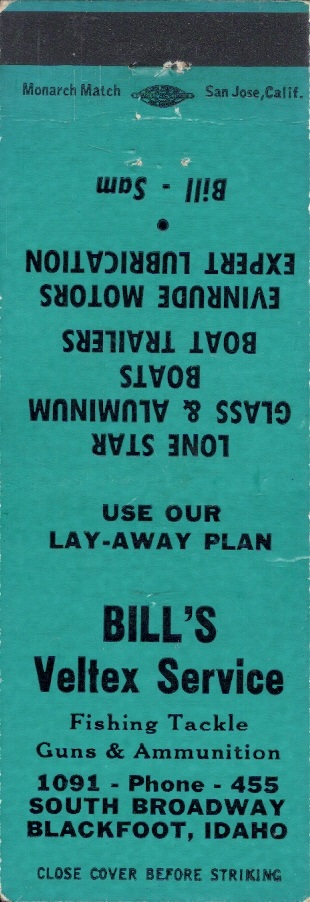 Monarch Match San Jose, Calif.
LONE STAR
GLASS & ALUMINUM
BOATS
BOAT TRAILERS
EVINRUDE MOTORS
EXPERT LUBRICATION
•
Bill - Sam
USE OUR
LAY-AWAY PLAN
BILL'S
Veltex Service
Fishing Tackle
Guns & Ammunition
1091 - Phone - 455
SOUTH BROADWAY
BLACKFOOT, IDAHO
CLOSE COVER BEFORE STRIKING